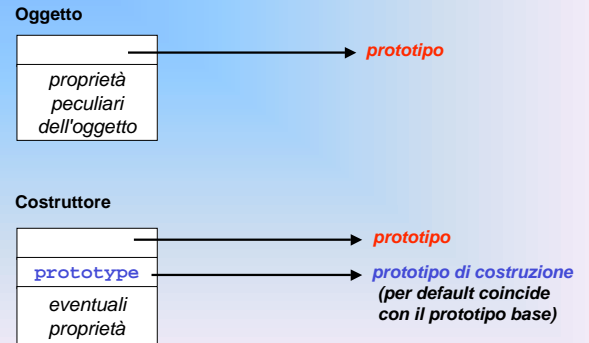 Oggetto
prototipo
proprietà
peculiari
dell'oggetto
Costruttore
prototipo
prototype
prototipo di costruzione
(per default coincide
con il prototipo base)
eventuali
proprietà